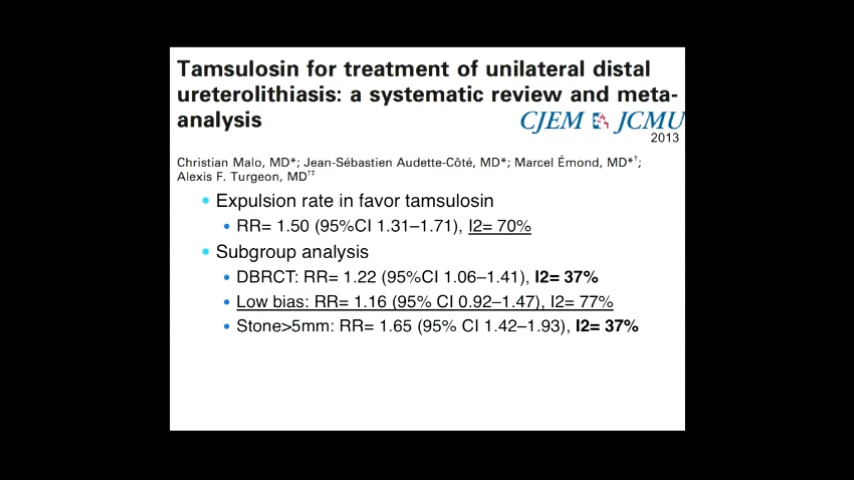 Tamsulosin for treatment of unilateral distal
ureterolithiasis: a systematic review and meta-
analysis
CJEM JCMU
2013
Christian Malo, MD*; Jean-Sébastien Audette-Côté, MD*; Marcel Émond, MD*†;
Alexis F. Turgeon, MD†‡
• Expulsion rate in favor tamsulosin
• RR= 1.50 (95%CI 1.31–1.71), I2= 70%
• Subgroup analysis
• DBRCT: RR= 1.22 (95%CI 1.06–1.41), I2= 37%
• Low bias: RR= 1.16 (95% CI 0.92–1.47), I2= 77%
• Stone>5mm: RR= 1.65 (95% CI 1.42–1.93), I2= 37%